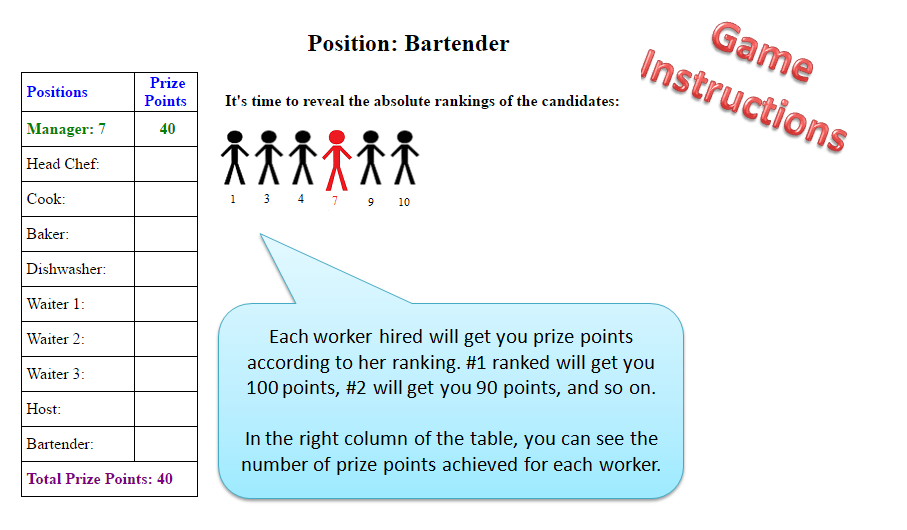 Position: Bartender
Game
Instructions
Positions Prize Points
Manager: 7 40
Head Chef:
Cook:
Baker:
Dishwasher:
Waiter 1:
Waiter 2:
Waiter 3:
Host:
Bartender:
Total Prize Points: 40
It's time to reveal the absolute rankings of the candidates:
1 3 4 7 9 10
Each worker hired will get you prize points
according to her ranking. #1 ranked will get you
100 points, #2 will get you 90 points, and so on.
In the right column of the table, you can see the
number of prize points achieved for each worker.